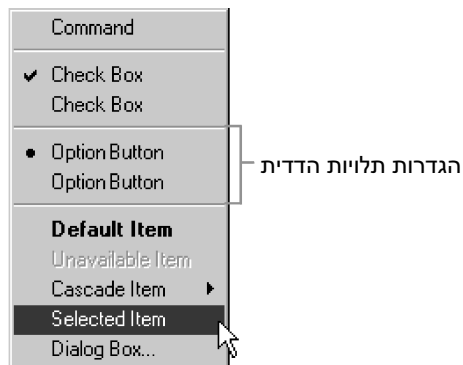 Command
Check Box
Check Box
Option Button
Option Button
הגדרות תלויות הדדית
Default Item
Unavailable Item
Cascade Item
Selected Item
Dialog Box...